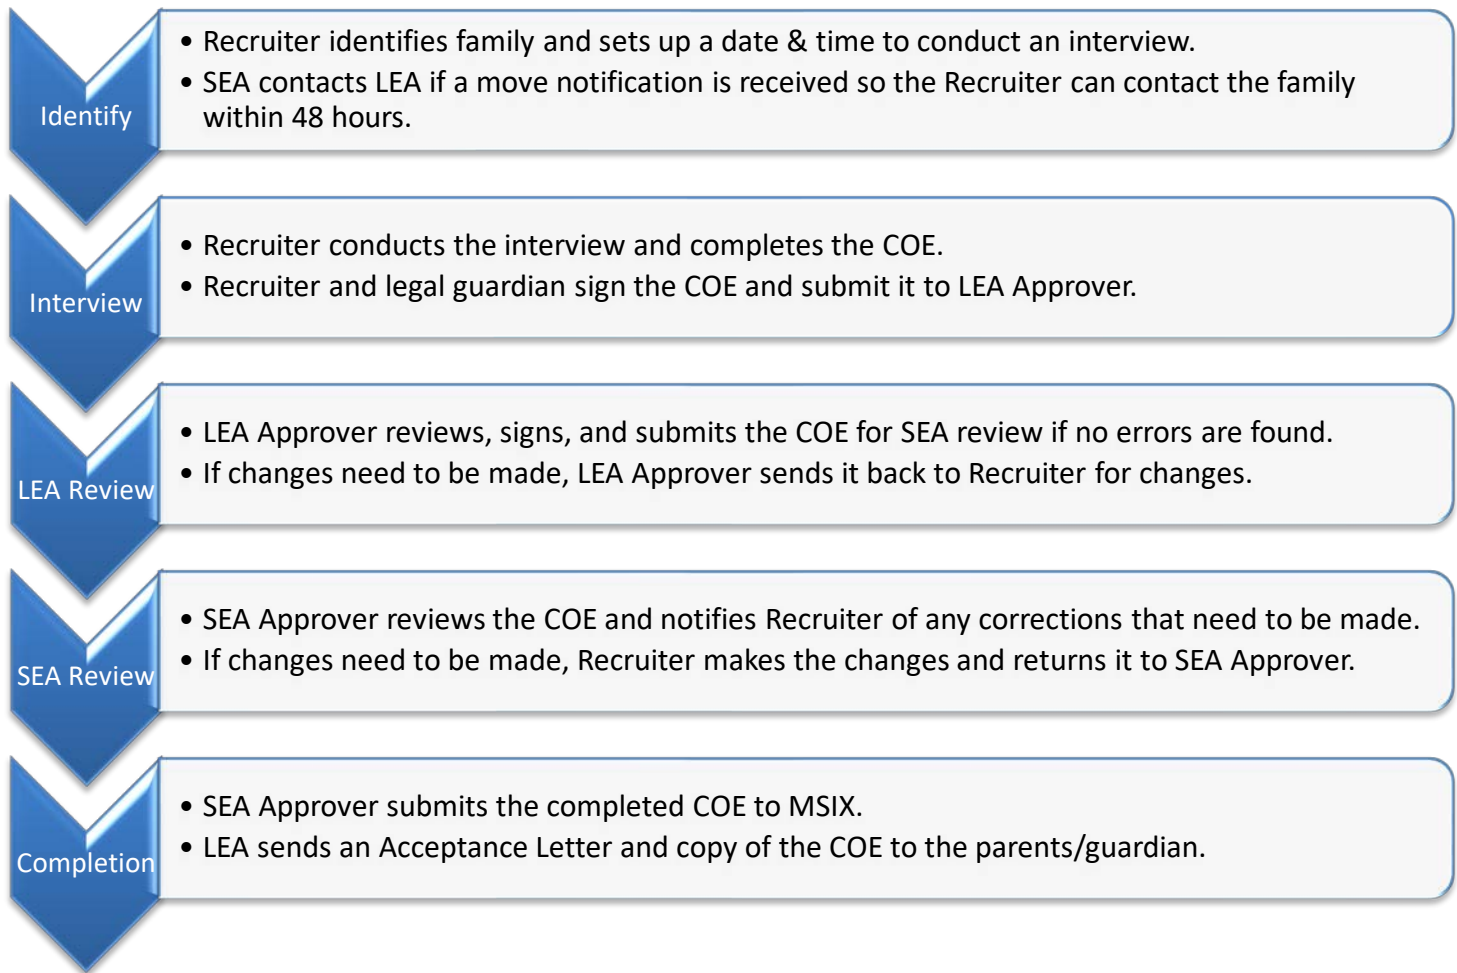 Identify
• Recruiter identifies family and sets up a date & time to conduct an interview.
• SEA contacts LEA if a move notification is received so the Recruiter can contact the family
within 48 hours.
Interview
• Recruiter conducts the interview and completes the COE.
• Recruiter and legal guardian sign the COE and submit it to LEA Approver.
LEA Review
• LEA Approver reviews, signs, and submits the COE for SEA review if no errors are found.
• If changes need to be made, LEA Approver sends it back to Recruiter for changes.
SEA Review
• SEA Approver reviews the COE and notifies Recruiter of any corrections that need to be made.
• If changes need to be made, Recruiter makes the changes and returns it to SEA Approver.
Completion
• SEA Approver submits the completed COE to MSIX.
• LEA sends an Acceptance Letter and copy of the COE to the parents/guardian.